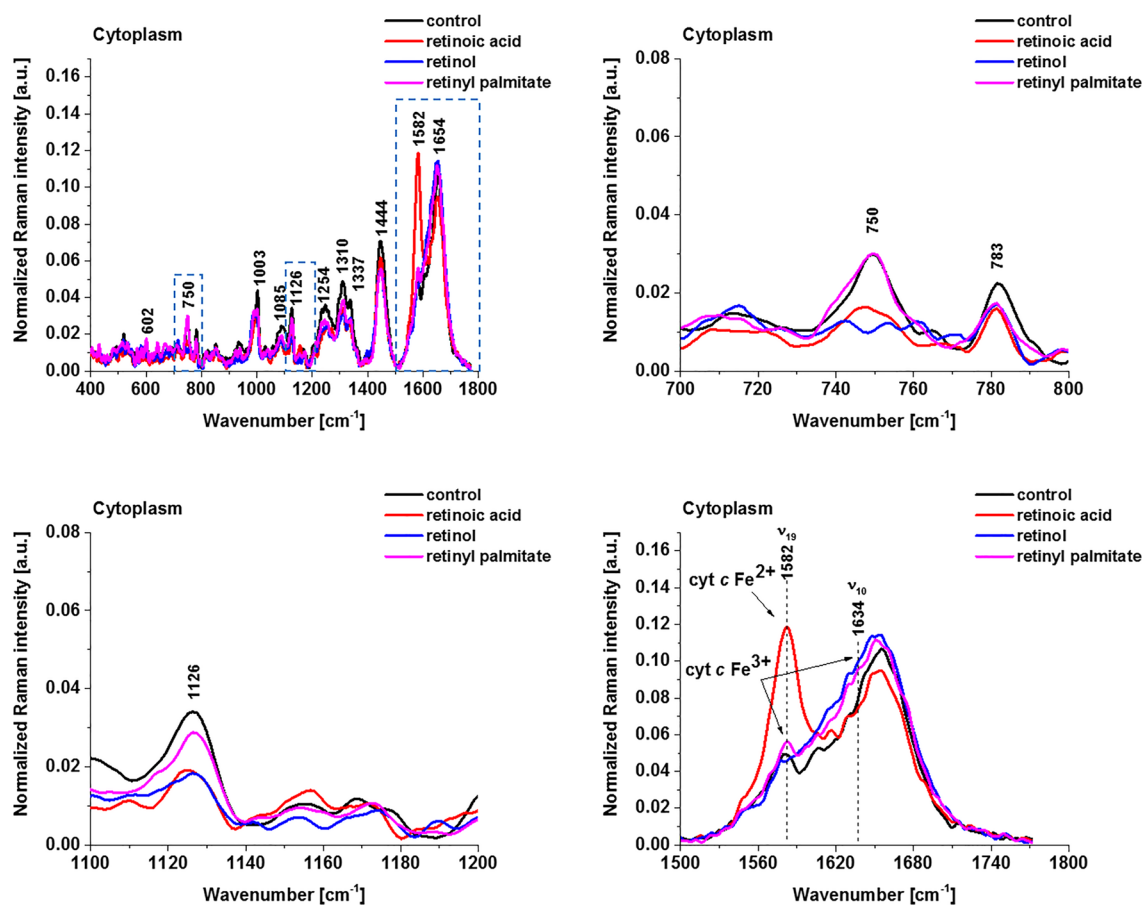 Cytoplasm
control
retinoic acid
retinol
retinyl palmitate
Normalized Raman intensity [a.u.]
0.16
0.14
0.12
0.10
0.08
0.06
0.04
0.02
0.00
602
750
1003
1085
1126
1254
1310
1337
1444
1582
1654
400 600 800 1000 1200 1400 1600 1800
Wavenumber [cm⁻¹]
Cytoplasm
control
retinoic acid
retinol
retinyl palmitate
Normalized Raman intensity [a.u.]
0.08
0.06
0.04
0.02
0.00
750
783
700 720 740 760 780 800
Wavenumber [cm⁻¹]
Cytoplasm
control
retinoic acid
retinol
retinyl palmitate
Normalized Raman intensity [a.u.]
0.08
0.06
0.04
0.02
0.00
1126
1100 1120 1140 1160 1180 1200
Wavenumber [cm⁻¹]
Cytoplasm
control
retinoic acid
retinol
retinyl palmitate
Normalized Raman intensity [a.u.]
0.16
0.14
0.12
0.10
0.08
0.06
0.04
0.02
0.00
ν₁₉
1582
ν₁₀
1634
cyt c Fe²⁺
cyt c Fe³⁺
1500 1560 1620 1680 1740 1800
Wavenumber [cm⁻¹]